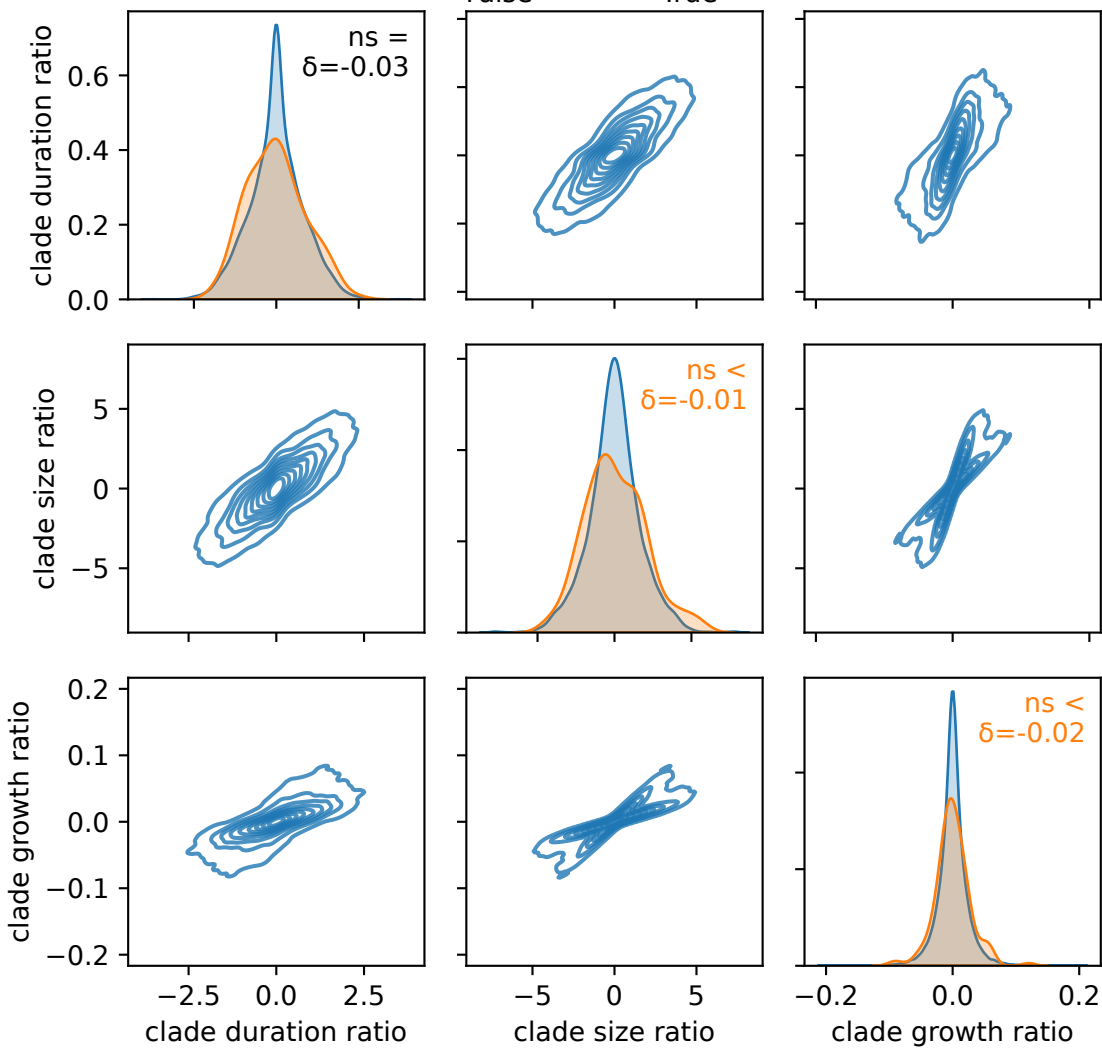 clade duration ratio
0.6
0.4
0.2
0.0
ns =
δ=-0.03
clade size ratio
5
0
−5
ns <
δ=-0.01
clade growth ratio
0.2
0.1
0.0
−0.1
−0.2
ns <
δ=-0.02
−2.5 0.0 2.5
−5 0 5
−0.2 0.0 0.2
clade duration ratio
clade size ratio
clade growth ratio